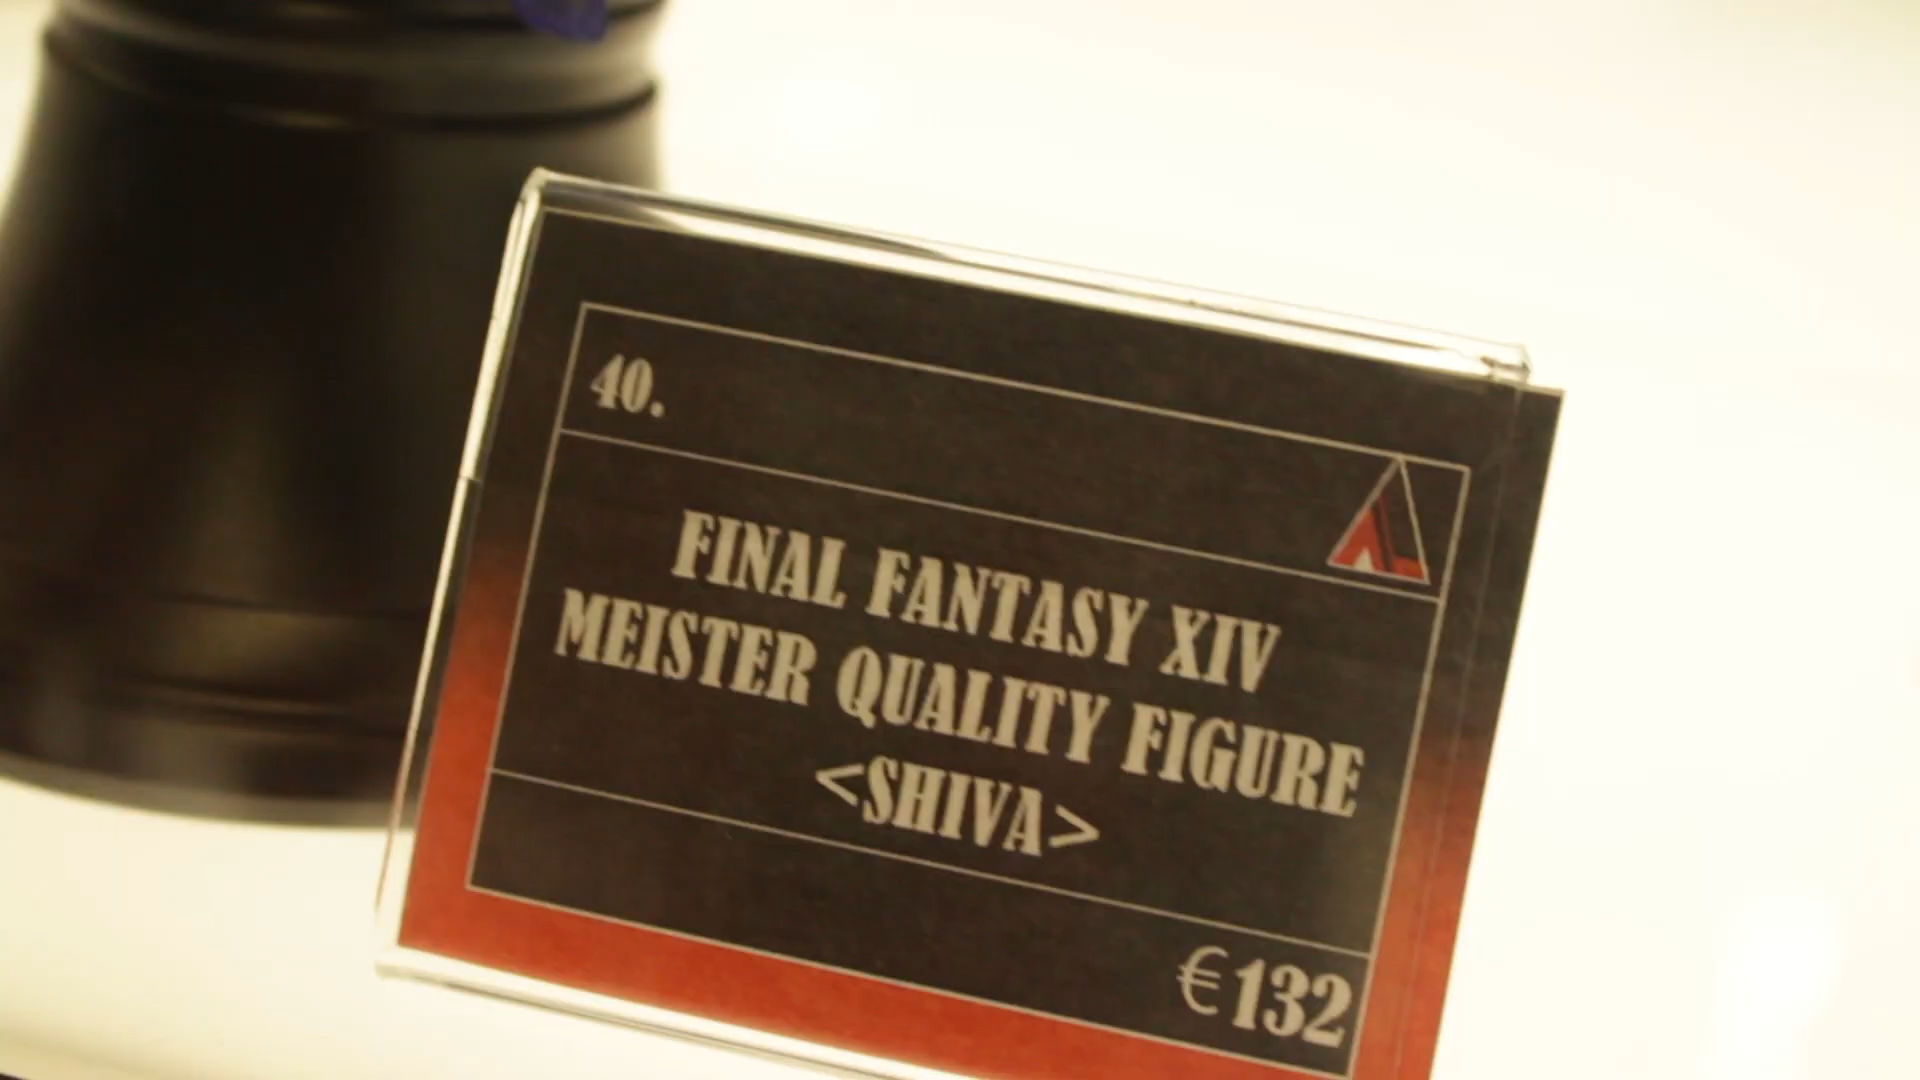 40.
FINAL FANTASY XIV
MEISTER QUALITY FIGURE
<SHIVA>
€132